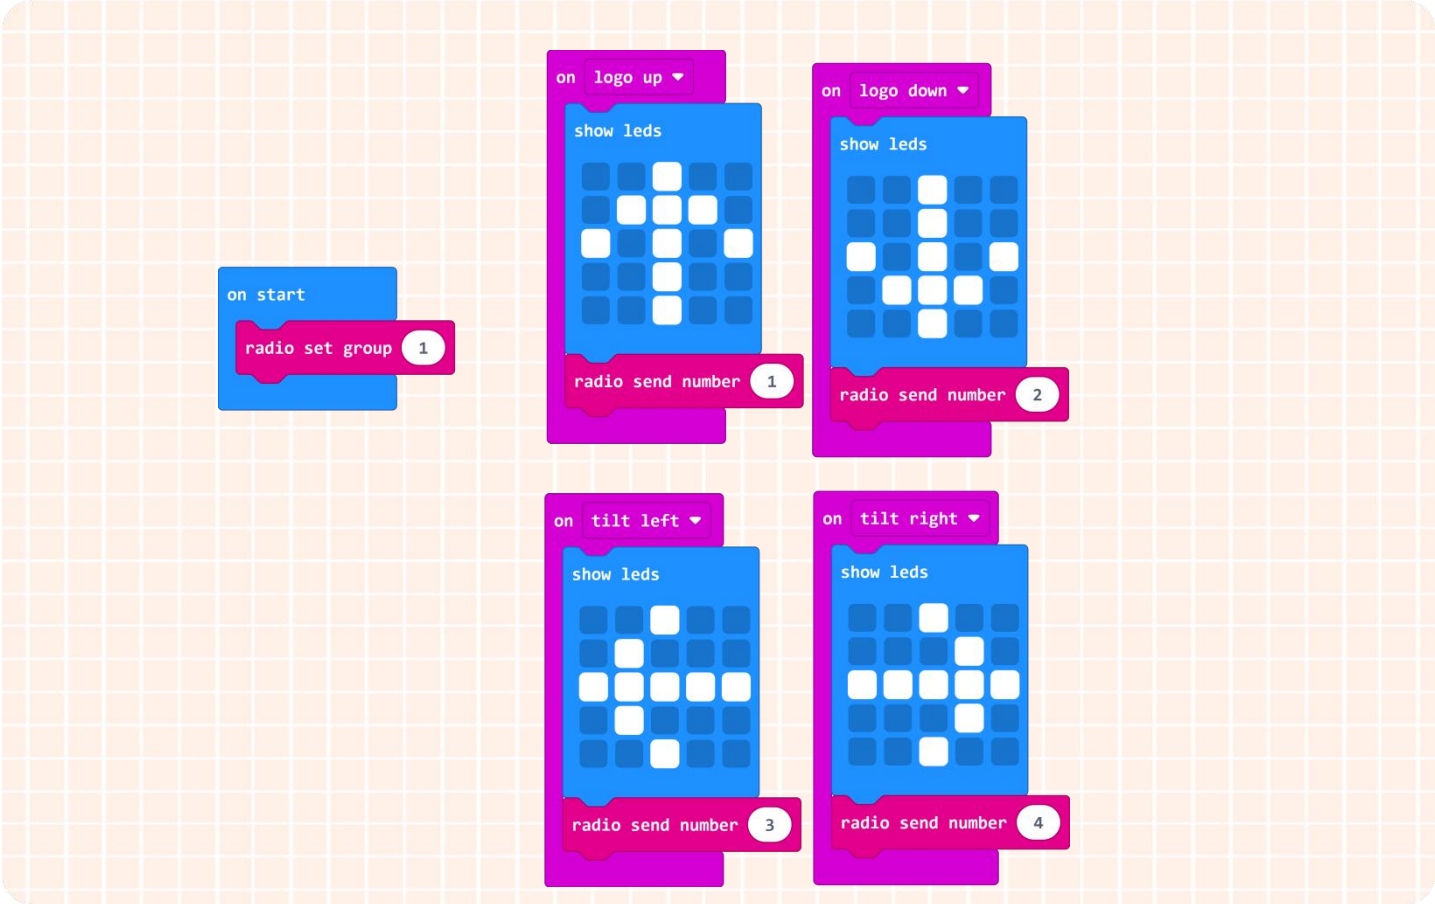 on start
radio set group 1
on logo up
show leds
radio send number 1
on logo down
show leds
radio send number 2
on tilt left
show leds
radio send number 3
on tilt right
show leds
radio send number 4